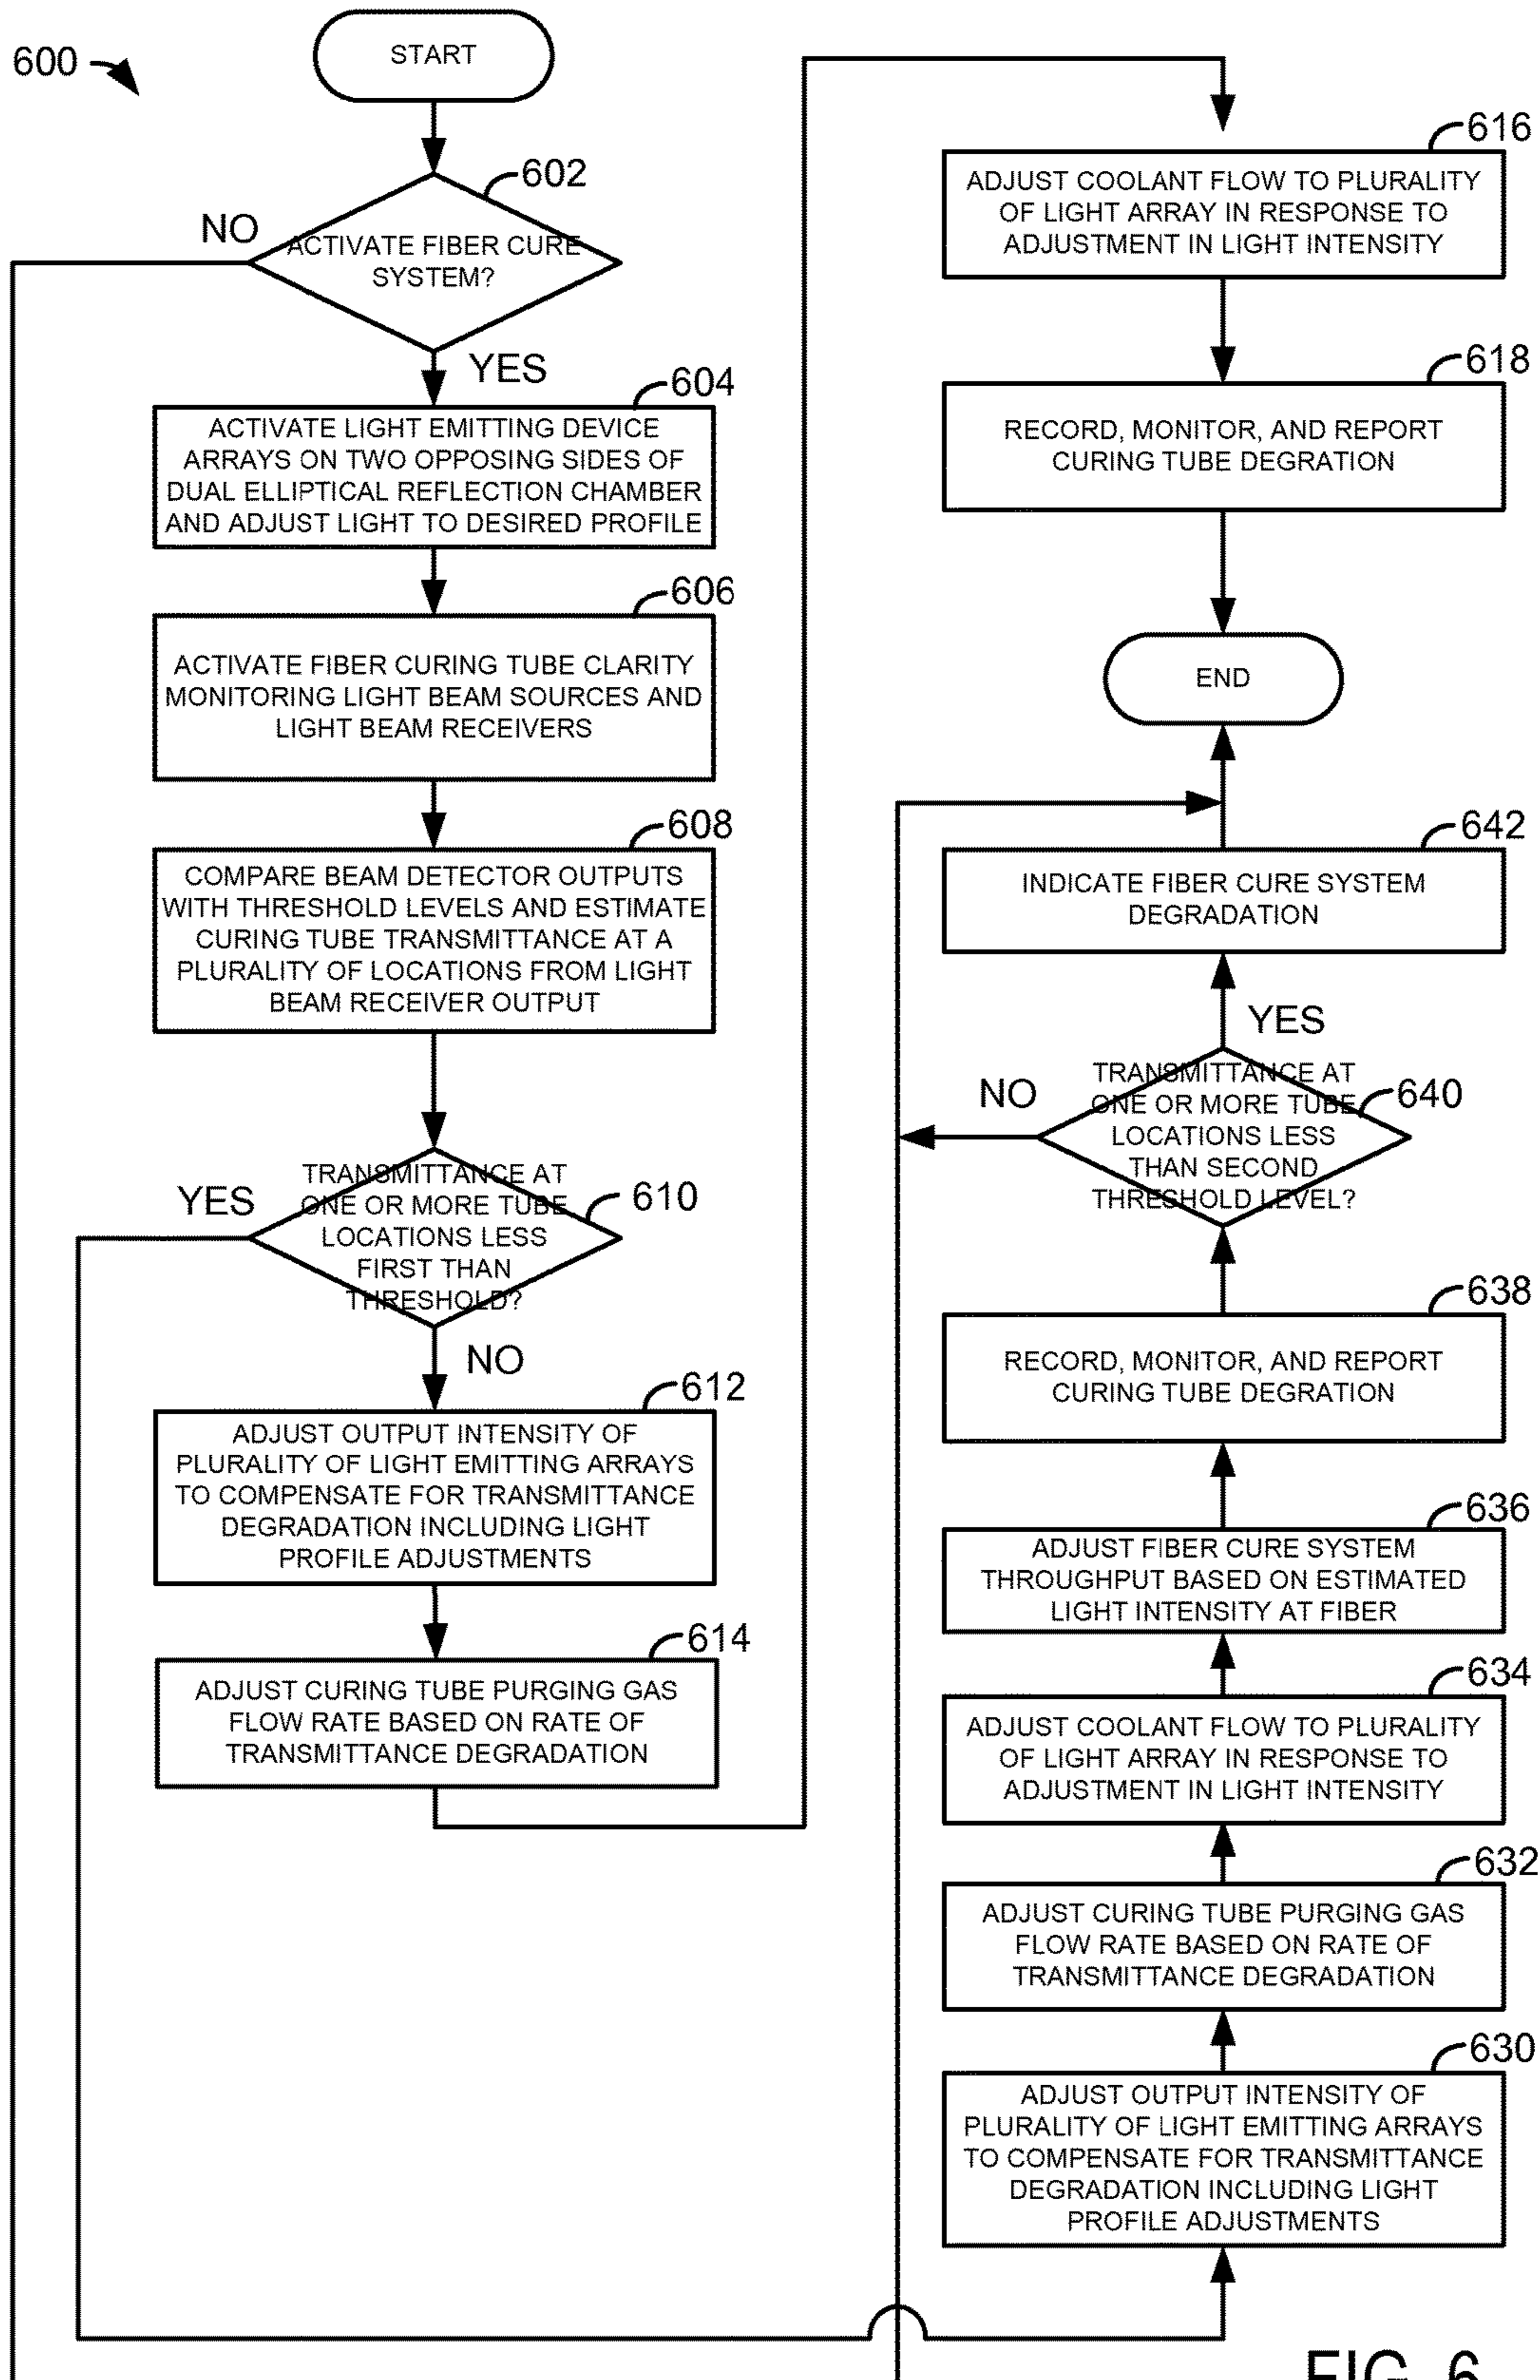 600
START
602
NO
ACTIVATE FIBER CURE
SYSTEM?
YES
604
ACTIVATE LIGHT EMITTING DEVICE
ARRAYS ON TWO OPPOSING SIDES OF
DUAL ELLIPTICAL REFLECTION CHAMBER
AND ADJUST LIGHT TO DESIRED PROFILE
606
ACTIVATE FIBER CURING TUBE CLARITY
MONITORING LIGHT BEAM SOURCES AND
LIGHT BEAM RECEIVERS
608
COMPARE BEAM DETECTOR OUTPUTS
WITH THRESHOLD LEVELS AND ESTIMATE
CURING TUBE TRANSMITTANCE AT A
PLURALITY OF LOCATIONS FROM LIGHT
BEAM RECEIVER OUTPUT
YES
610
TRANSMITTANCE AT
ONE OR MORE TUBE
LOCATIONS LESS
FIRST THAN
THRESHOLD?
NO
612
ADJUST OUTPUT INTENSITY OF
PLURALITY OF LIGHT EMITTING ARRAYS
TO COMPENSATE FOR TRANSMITTANCE
DEGRADATION INCLUDING LIGHT
PROFILE ADJUSTMENTS
614
ADJUST CURING TUBE PURGING GAS
FLOW RATE BASED ON RATE OF
TRANSMITTANCE DEGRADATION
616
ADJUST COOLANT FLOW TO PLURALITY
OF LIGHT ARRAY IN RESPONSE TO
ADJUSTMENT IN LIGHT INTENSITY
618
RECORD, MONITOR, AND REPORT
CURING TUBE DEGRATION
END
642
INDICATE FIBER CURE SYSTEM
DEGRADATION
YES
NO
640
TRANSMITTANCE AT
ONE OR MORE TUBE
LOCATIONS LESS
THAN SECOND
THRESHOLD LEVEL?
638
RECORD, MONITOR, AND REPORT
CURING TUBE DEGRATION
636
ADJUST FIBER CURE SYSTEM
THROUGHPUT BASED ON ESTIMATED
LIGHT INTENSITY AT FIBER
634
ADJUST COOLANT FLOW TO PLURALITY
OF LIGHT ARRAY IN RESPONSE TO
ADJUSTMENT IN LIGHT INTENSITY
632
ADJUST CURING TUBE PURGING GAS
FLOW RATE BASED ON RATE OF
TRANSMITTANCE DEGRADATION
630
ADJUST OUTPUT INTENSITY OF
PLURALITY OF LIGHT EMITTING ARRAYS
TO COMPENSATE FOR TRANSMITTANCE
DEGRADATION INCLUDING LIGHT
PROFILE ADJUSTMENTS
FIG. 6